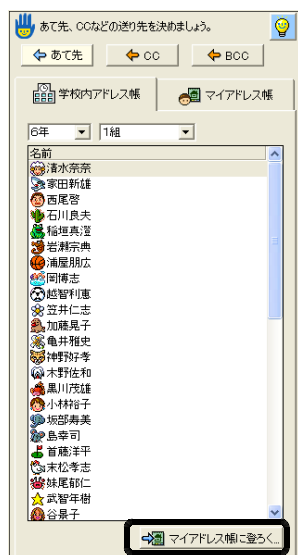 あて先、CCなどの送り先を決めましょう。
あて先 CC BCC
学校内アドレス帳 マイアドレス帳
6年 1組
名前
清水奈奈
家田新雄
西尾啓
石川良夫
稲垣真澄
岩瀬宗典
浦屋朋広
岡博志
越智利恵
笠井仁志
加藤晃子
亀井雅史
神野好孝
木野佐和
黒川茂雄
小林裕子
坂部寿美
島幸司
首藤洋平
末松孝志
妹尾郁仁
武智年樹
谷景子
マイアドレス帳に登ろく...